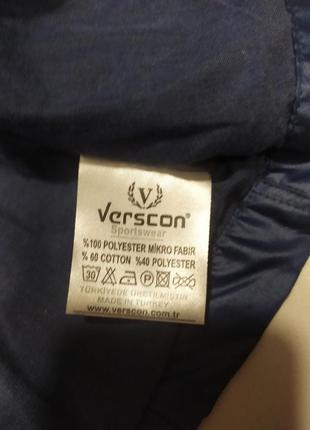 V
Verscon®
Sportswear
%100 POLYESTER MİKRO FABIR
%60 COTTON %40 POLYESTER
30 P
TÜRKİYEDE ÜRETİLMİŞTİR
MADE IN TURKEY
www.verscon.com.tr